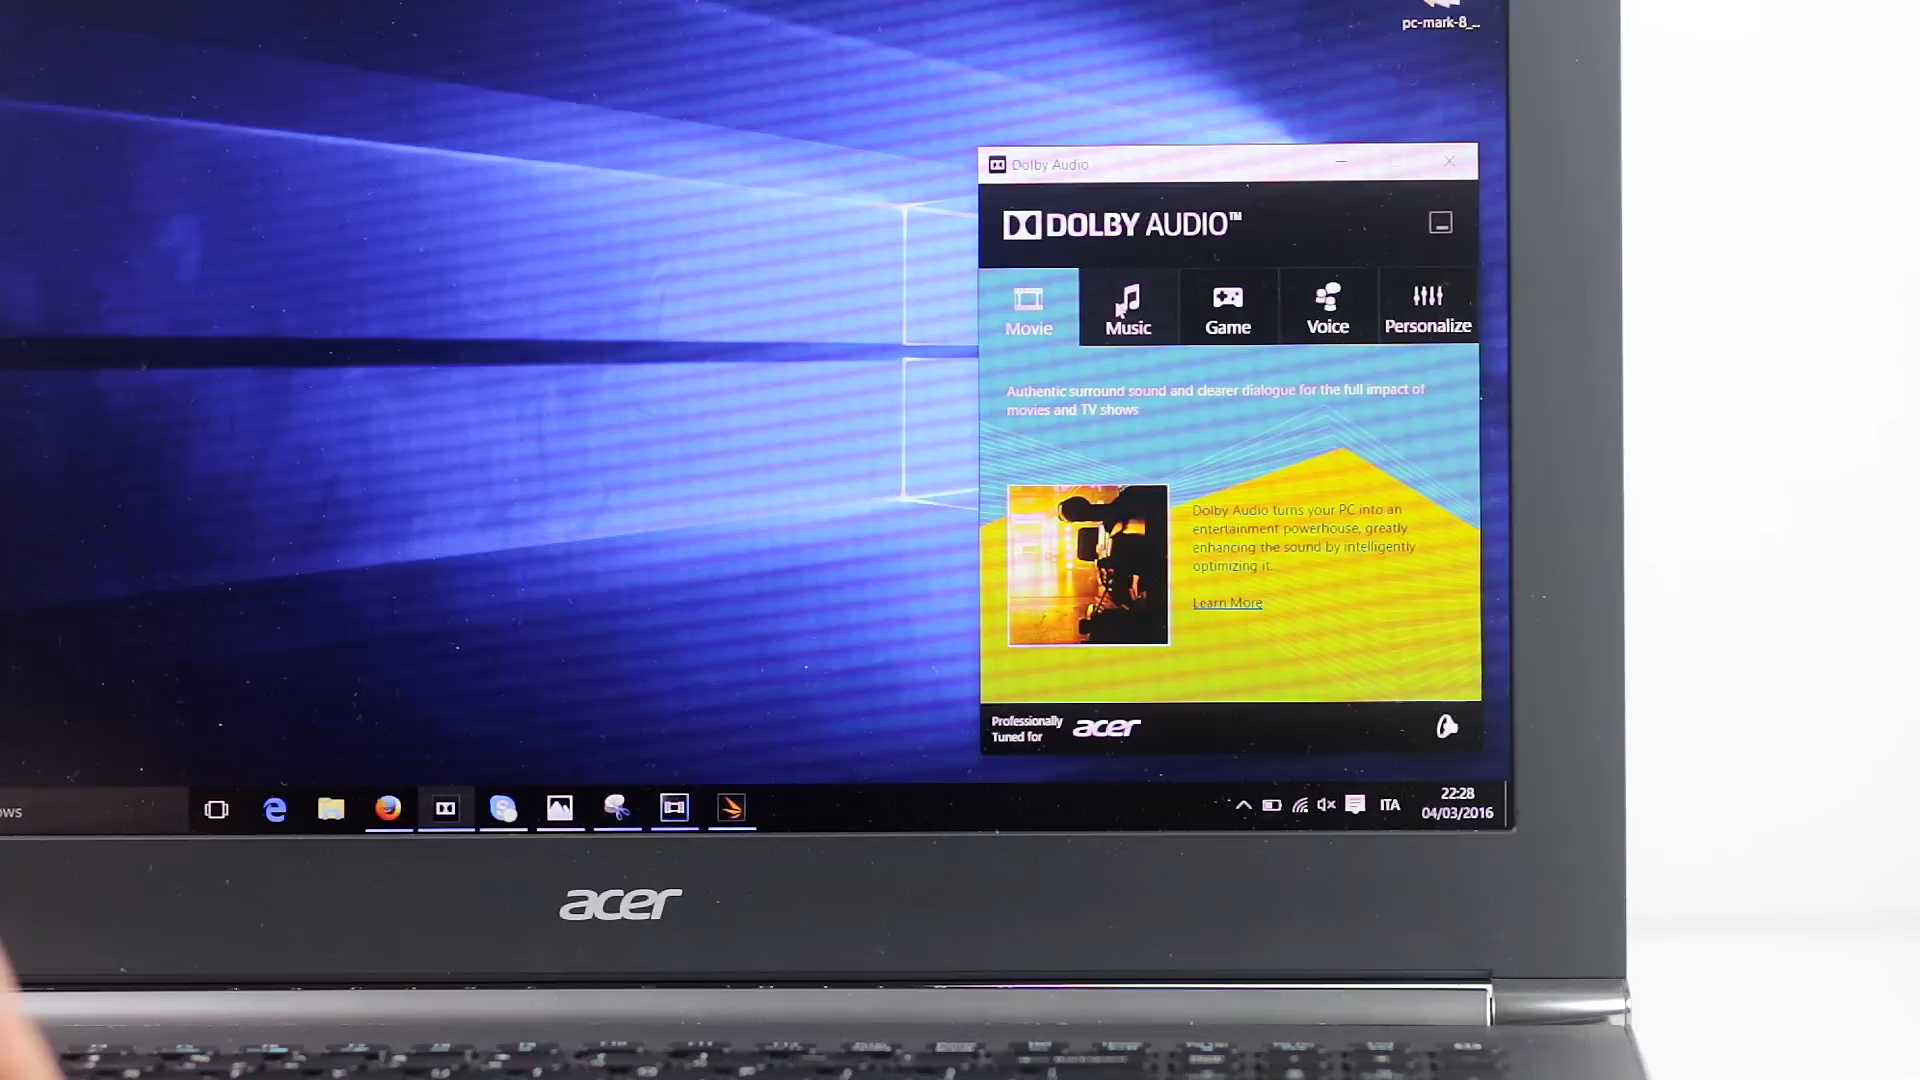 pc-mark-8_...
Dolby Audio
DOLBY AUDIO™
Movie
Music
Game
Voice
Personalize
Authentic surround sound and clearer dialogue for the full impact of
movies and TV shows
Dolby Audio turns your PC into an
entertainment powerhouse, greatly
enhancing the sound by intelligently
optimizing it.
Learn More
Professionally
Tuned for
acer
ows
ITA
22:28
04/03/2016
acer